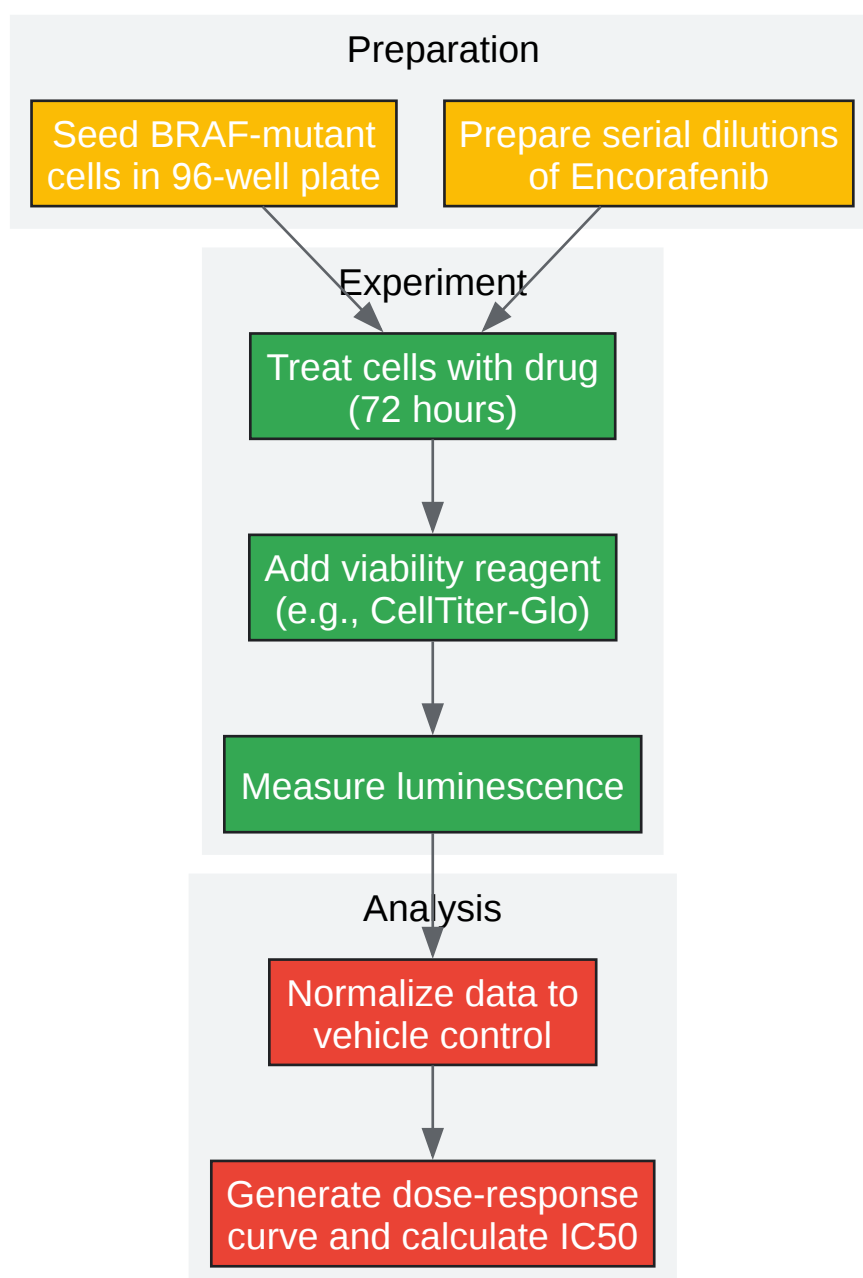 Preparation
Seed BRAF-mutant
cells in 96-well plate
Prepare serial dilutions
of Encorafenib
Experiment
Treat cells with drug
(72 hours)
Add viability reagent
(e.g., CellTiter-Glo)
Measure luminescence
Analysis
Normalize data to
vehicle control
Generate dose-response
curve and calculate IC50